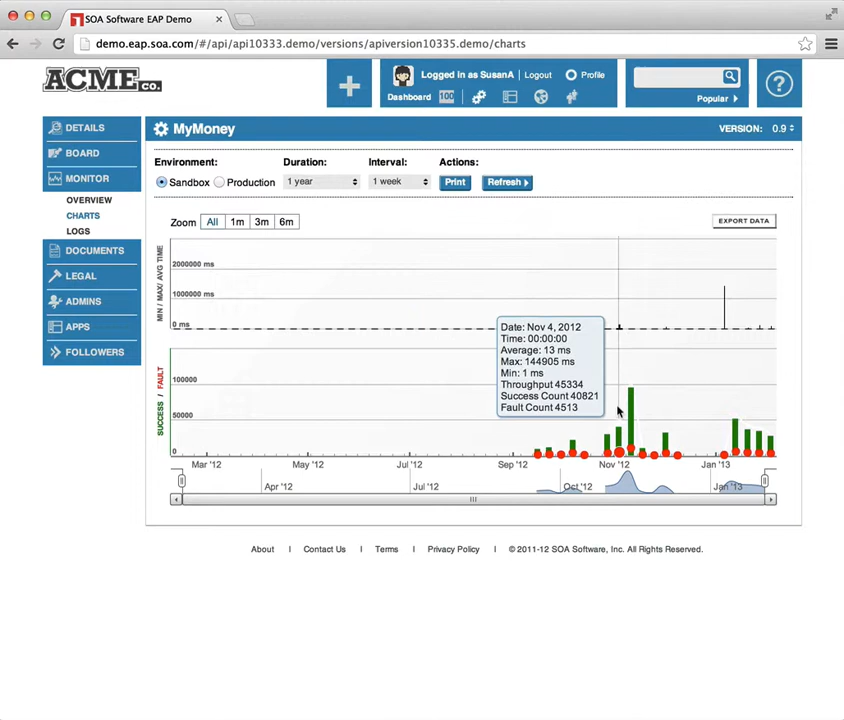 SOA Software EAP Demo
demo.eap.soa.com/#/api/api10333.demo/versions/apiversion10335.demo/charts
ACME CO.
Logged in as SusanA | Logout Profile
Dashboard 100
Popular
?
DETAILS
BOARD
MONITOR
OVERVIEW
CHARTS
LOGS
DOCUMENTS
LEGAL
ADMINS
APPS
FOLLOWERS
MyMoney
VERSION: 0.9
Environment: Duration: Interval: Actions:
Sandbox Production 1 year 1 week Print Refresh
Zoom All 1m 3m 6m
EXPORT DATA
MIN / MAX/ AVG TIME
2000000 ms
1000000 ms
0 ms
Date: Nov 4, 2012
Time: 00:00:00
Average: 13 ms
Max: 144905 ms
Min: 1 ms
Throughput 45334
Success Count 40821
Fault Count 4513
SUCCESS / FAULT
100000
50000
0
Mar '12 May '12 Jul '12 Sep '12 Nov '12 Jan '13
Apr '12 Jul '12 Oct '12 Jan '13
About | Contact Us | Terms | Privacy Policy | © 2011-12 SOA Software, Inc. All Rights Reserved.